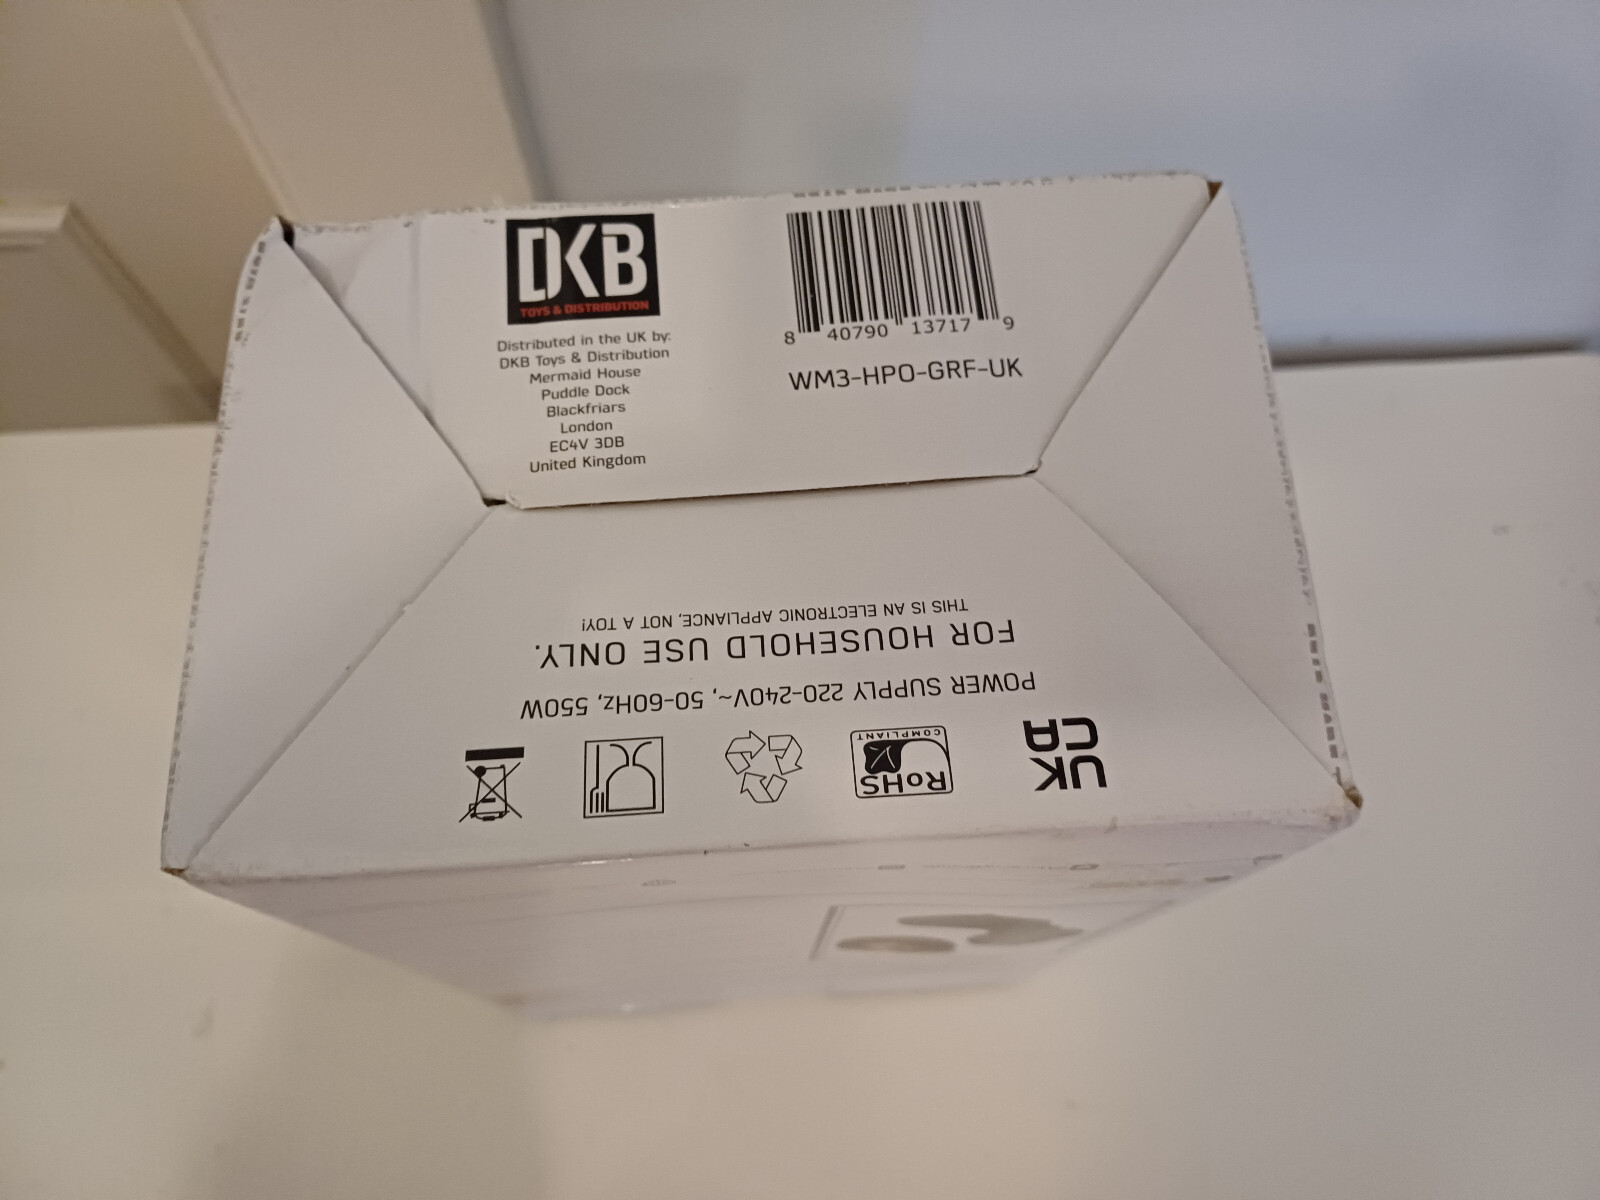 DKB
TOYS & DISTRIBUTION
Distributed in the UK by:
DKB Toys & Distribution
Mermaid House
Puddle Dock
Blackfriars
London
EC4V 3DB
United Kingdom
8 40790 13717 9
WM3-HPO-GRF-UK
UK
CA
RoHS
COMPLIANT
POWER SUPPLY 220-240V~, 50-60Hz, 550W
FOR HOUSEHOLD USE ONLY.
THIS IS AN ELECTRONIC APPLIANCE, NOT A TOY!